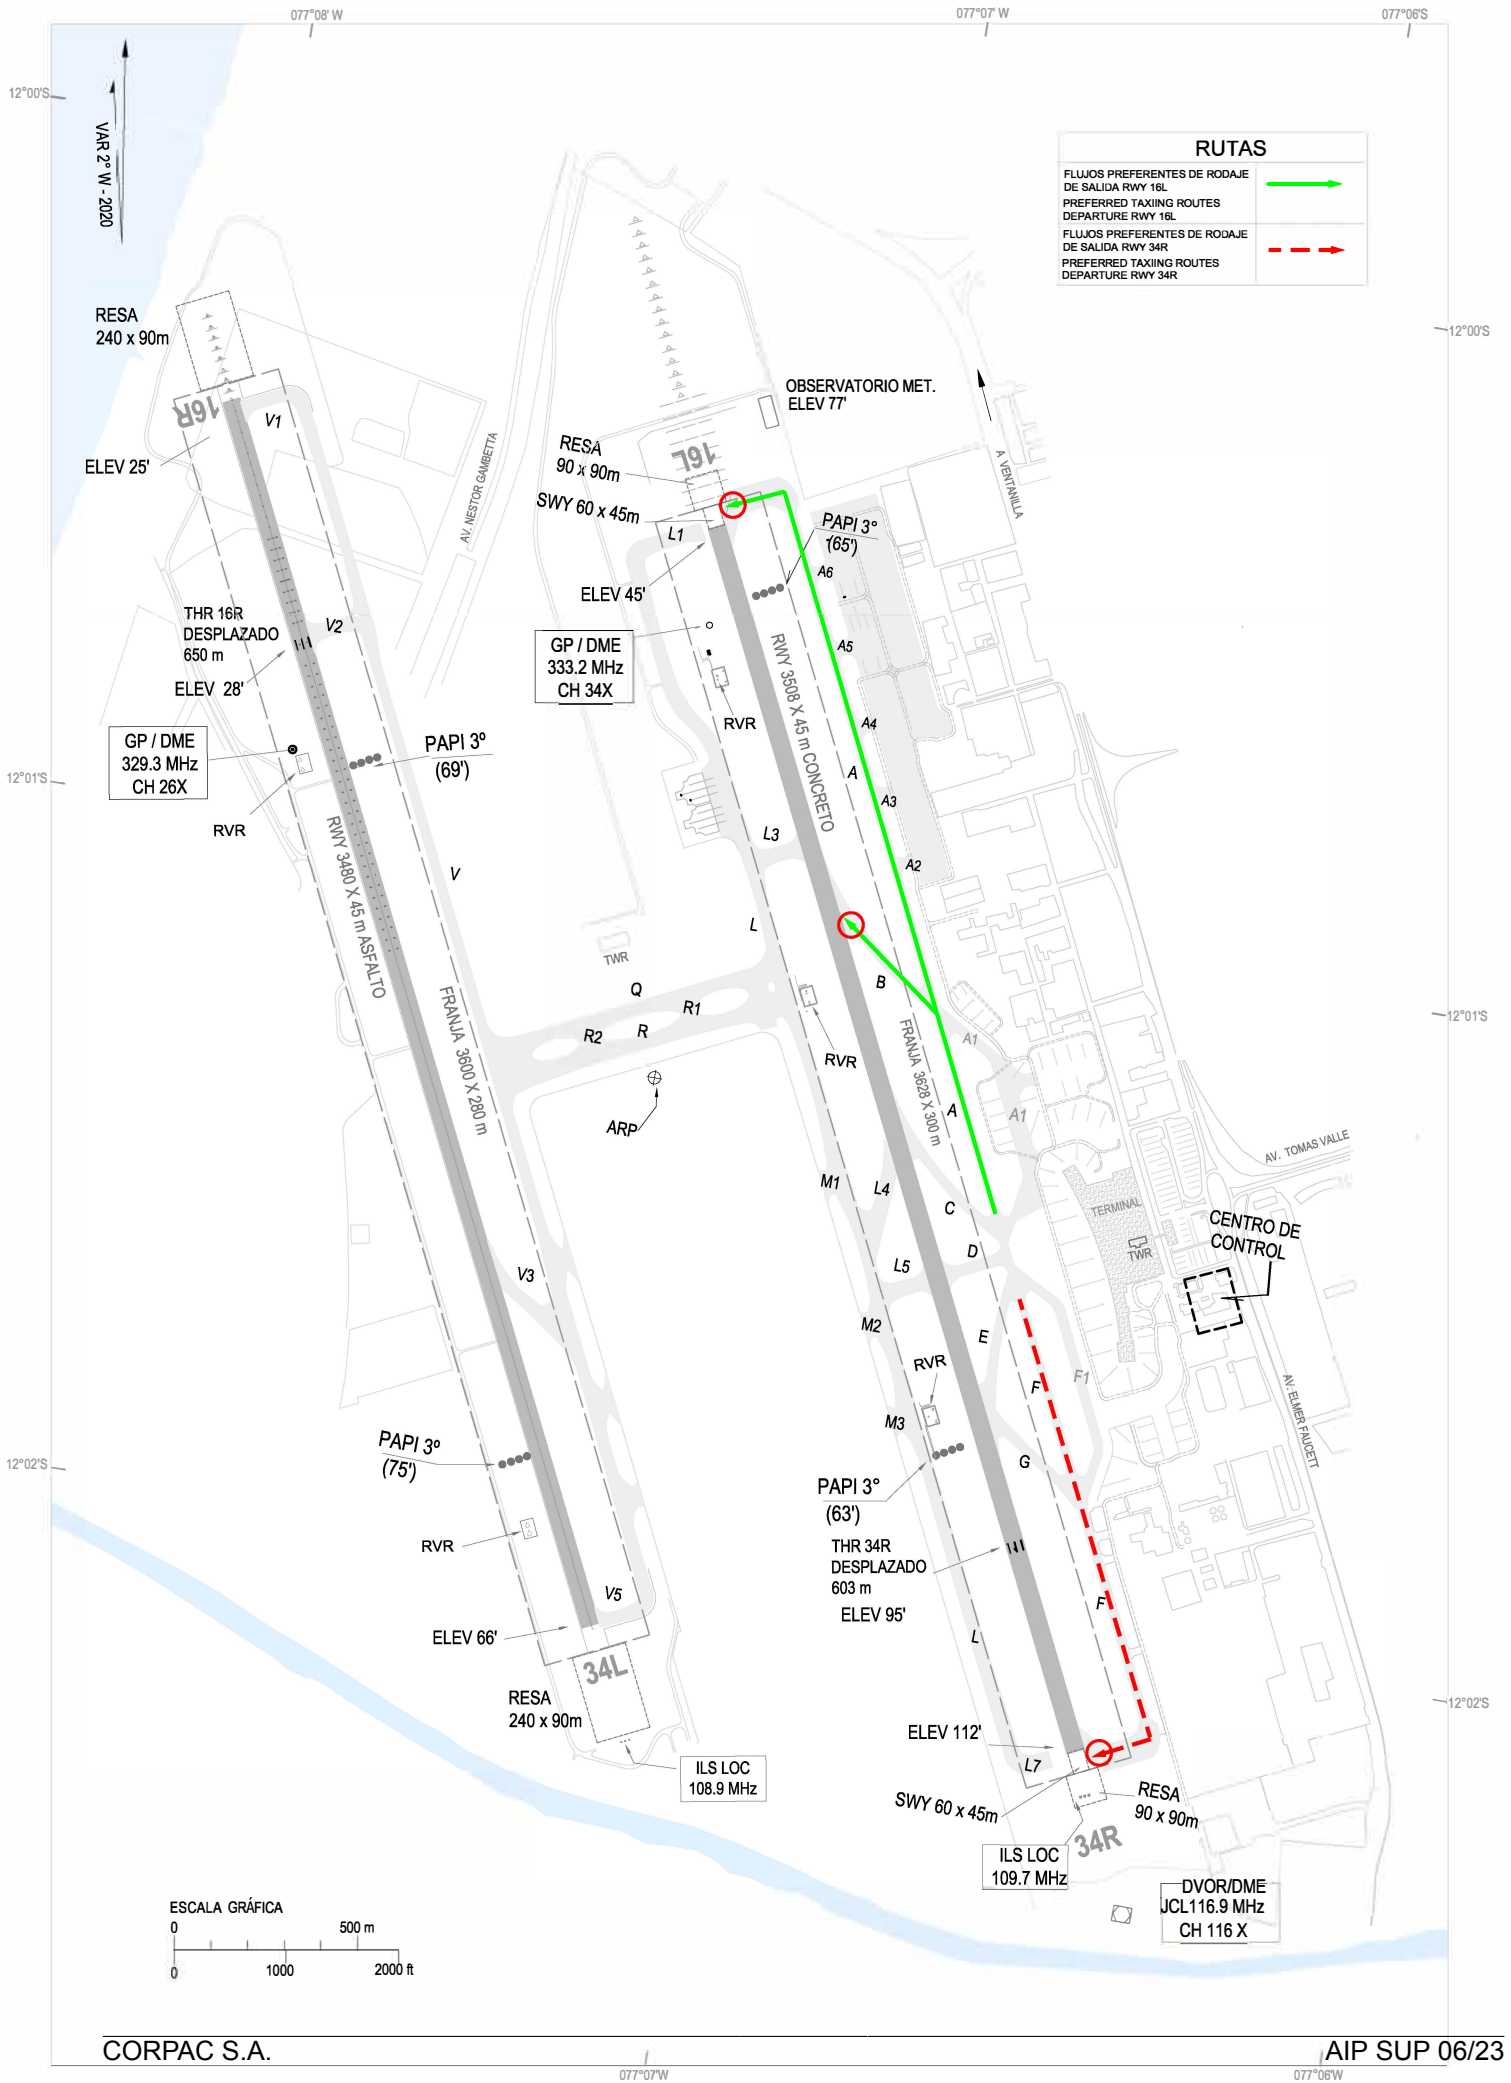 077°08' W
077°07' W
077°06'S
12°00'S
VAR 2° W - 2020
RUTAS
FLUJOS PREFERENTES DE RODAJE
DE SALIDA RWY 16L
PREFERRED TAXIING ROUTES
DEPARTURE RWY 16L
FLUJOS PREFERENTES DE RODAJE
DE SALIDA RWY 34R
PREFERRED TAXIING ROUTES
DEPARTURE RWY 34R
12°00'S
RESA
240 x 90m
16R
V1
ELEV 25'
AV. NESTOR GAMBETTA
OBSERVATORIO MET.
ELEV 77'
A VENTANILLA
RESA
90 x 90m
16L
SWY 60 x 45m
L1
ELEV 45'
PAPI 3°
(65')
A6
A5
A4
A
A3
A2
THR 16R
DESPLAZADO
650 m
V2
ELEV 28'
GP / DME
333.2 MHz
CH 34X
RVR
RWY 3508 X 45 m CONCRETO
GP / DME
329.3 MHz
CH 26X
PAPI 3º
(69')
RVR
12°01'S
RWY 3480 X 45 m ASFALTO
V
L3
L
TWR
Q
R1
R2
R
B
RVR
FRANJA 3600 X 280 m
FRANJA 3628 X 300 m
A1
A
A1
12°01'S
ARP
AV. TOMAS VALLE
M1
L4
C
TERMINAL
TWR
CENTRO DE
CONTROL
D
L5
V3
M2
E
RVR
F
F1
M3
AV. ELMER FAUCETT
G
PAPI 3º
(75')
12°02'S
PAPI 3°
(63')
RVR
THR 34R
DESPLAZADO
603 m
ELEV 95'
F
V5
L
ELEV 66'
34L
RESA
240 x 90m
12°02'S
ELEV 112'
L7
ILS LOC
108.9 MHz
SWY 60 x 45m
RESA
90 x 90m
34R
ILS LOC
109.7 MHz
DVOR/DME
JCL116.9 MHz
CH 116 X
ESCALA GRÁFICA
0 500 m
0 1000 2000 ft
CORPAC S.A.
AIP SUP 06/23
077°07'W
077°06'W